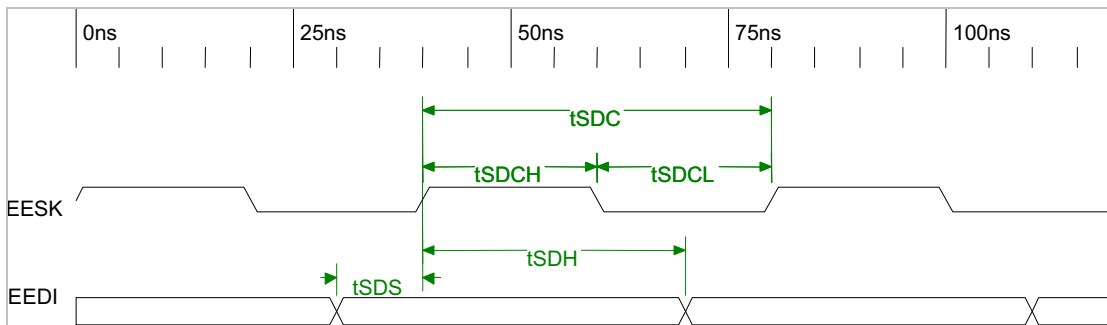 0ns 25ns 50ns 75ns 100ns
tSDC
tSDCH tSDCL
EESK
tSDH
tSDS
EEDI